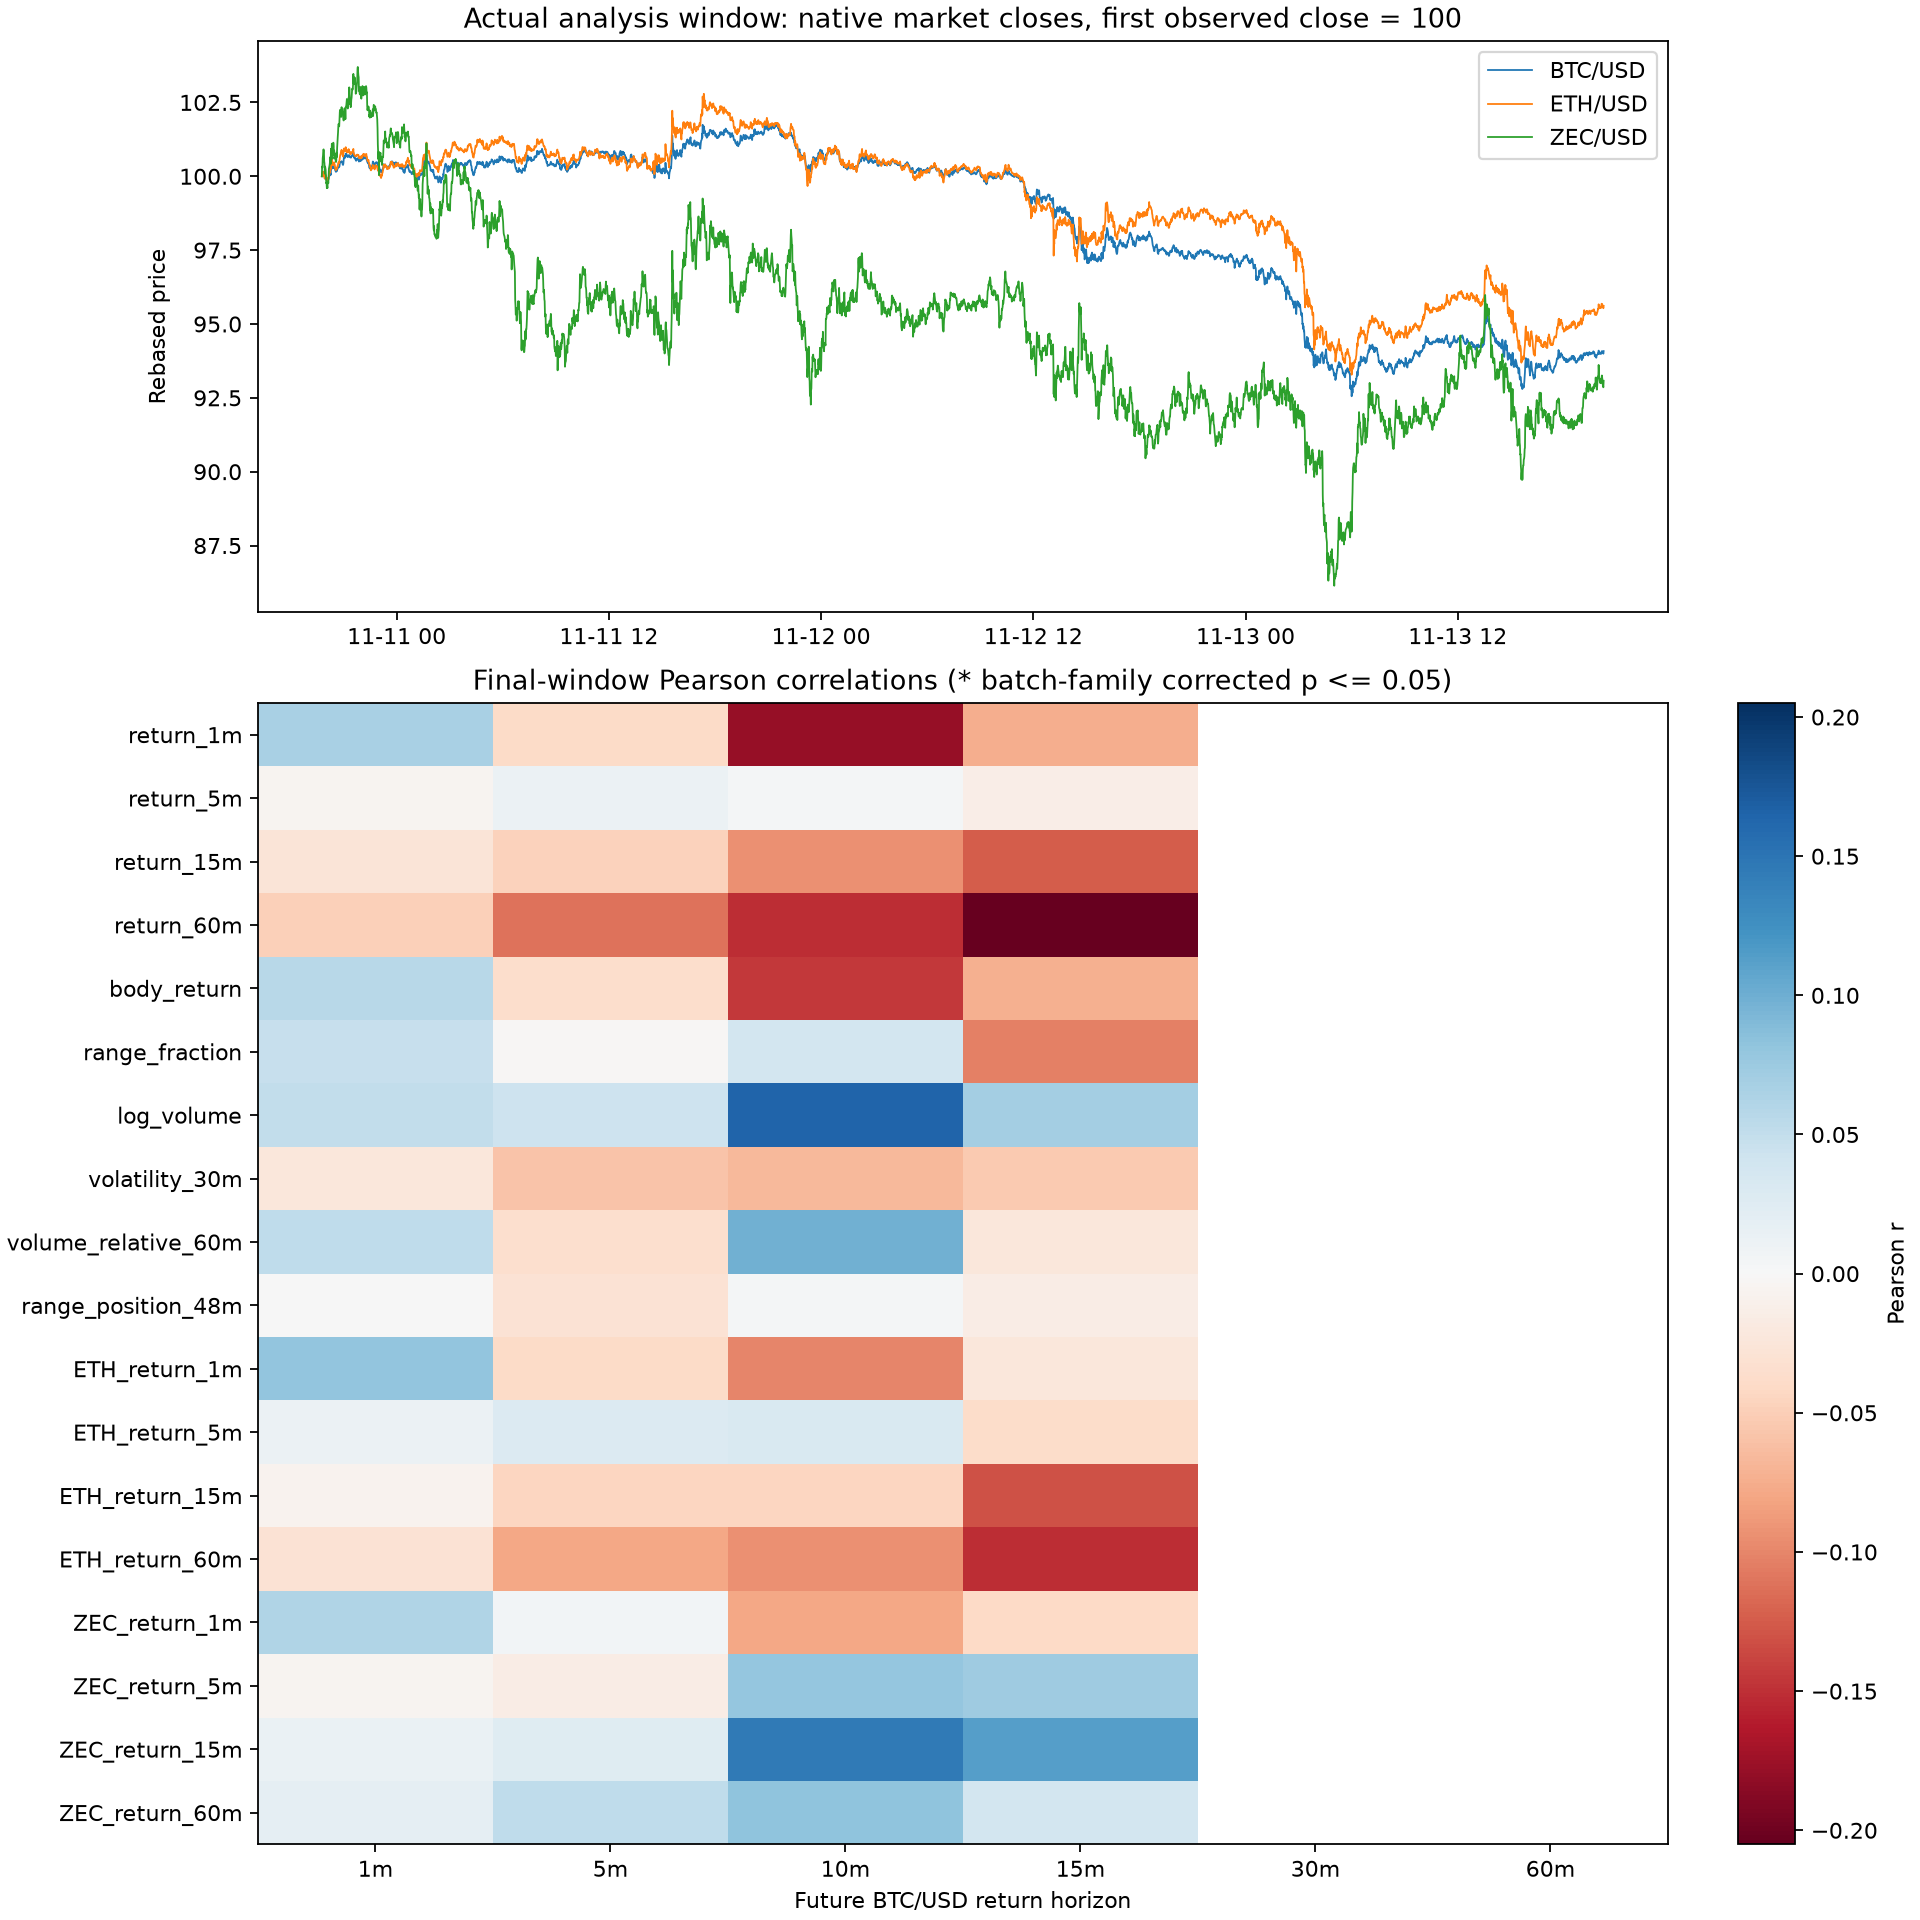 Actual analysis window: native market closes, first observed close = 100
BTC/USD
ETH/USD
ZEC/USD
Rebased price
102.5
100.0
97.5
95.0
92.5
90.0
87.5
11-11 00
11-11 12
11-12 00
11-12 12
11-13 00
11-13 12
Final-window Pearson correlations (* batch-family corrected p <= 0.05)
return_1m
return_5m
return_15m
return_60m
body_return
range_fraction
log_volume
volatility_30m
volume_relative_60m
range_position_48m
ETH_return_1m
ETH_return_5m
ETH_return_15m
ETH_return_60m
ZEC_return_1m
ZEC_return_5m
ZEC_return_15m
ZEC_return_60m
1m
5m
10m
15m
30m
60m
Future BTC/USD return horizon
0.20
0.15
0.10
0.05
0.00
−0.05
−0.10
−0.15
−0.20
Pearson r